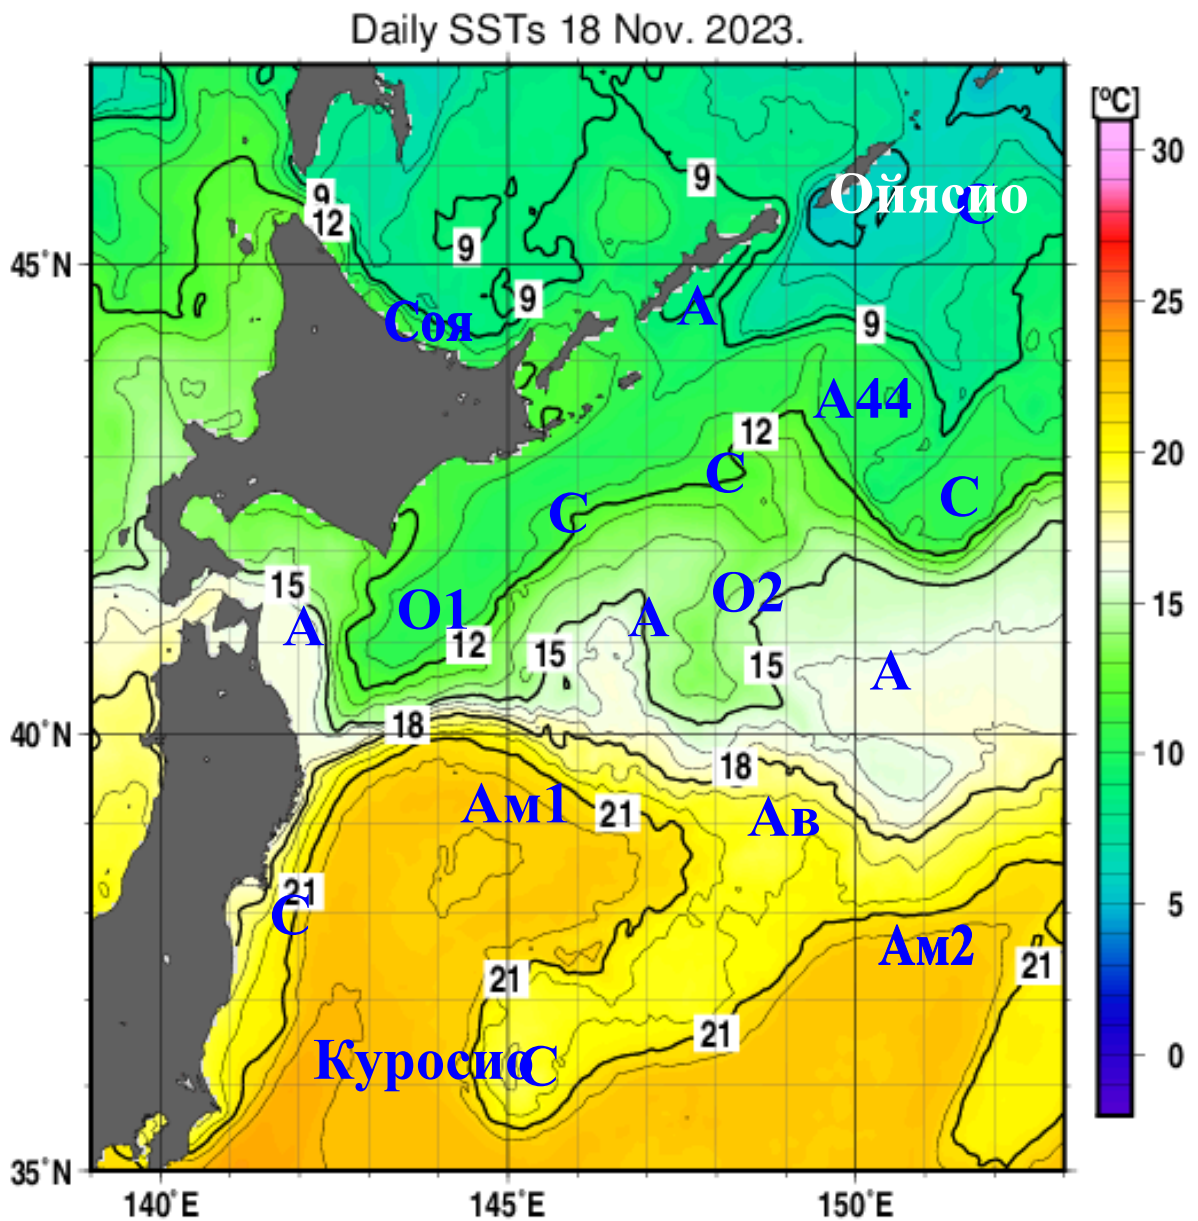 Daily SSTs 18 Nov. 2023.
[°C]
30
25
20
15
10
5
0
45°N
40°N
35°N
140°E
145°E
150°E
9
9
12
Ойясио
С
9
9
А
Соя
9
А44
12
С
С
С
15
О1
А
О2
А
12
15
15
А
18
18
Ам1
21
Ав
21
С
Ам2
21
21
21
Куросио
С